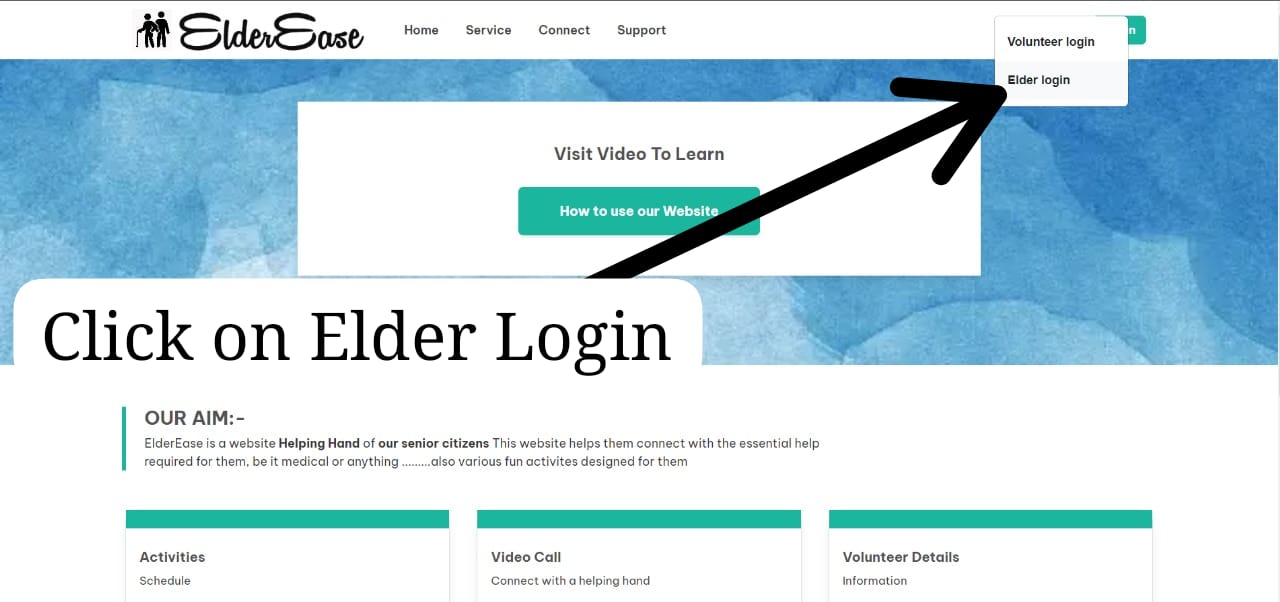 ElderEase
Home Service Connect Support
Volunteer login
Elder login
Visit Video To Learn
How to use our Website
Click on Elder Login
OUR AIM:-
ElderEase is a website Helping Hand of our senior citizens This website helps them connect with the essential help
required for them, be it medical or anything .........also various fun activites designed for them
Activities
Schedule
Video Call
Connect with a helping hand
Volunteer Details
Information